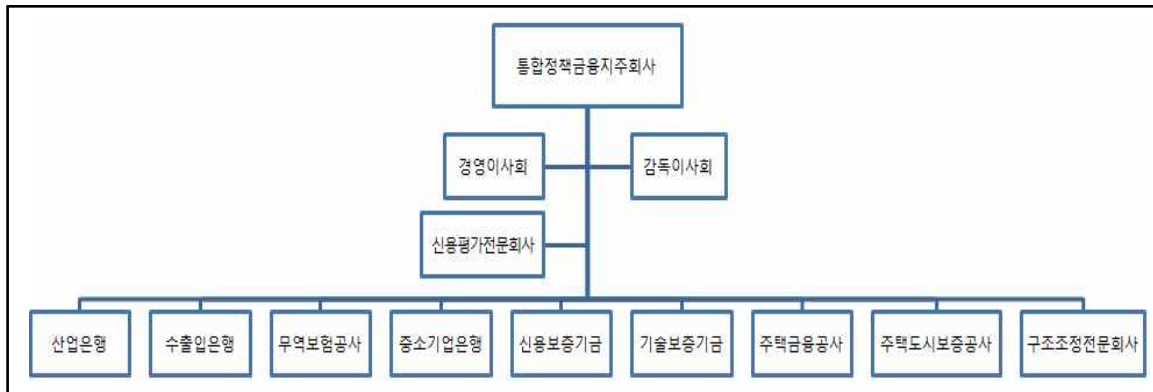 통합정책금융지주회사
경영이사회
감독이사회
신용평가전문회사
산업은행
수출입은행
무역보험공사
중소기업은행
신용보증기금
기술보증기금
주택금융공사
주택도시보증공사
구조조정전문회사